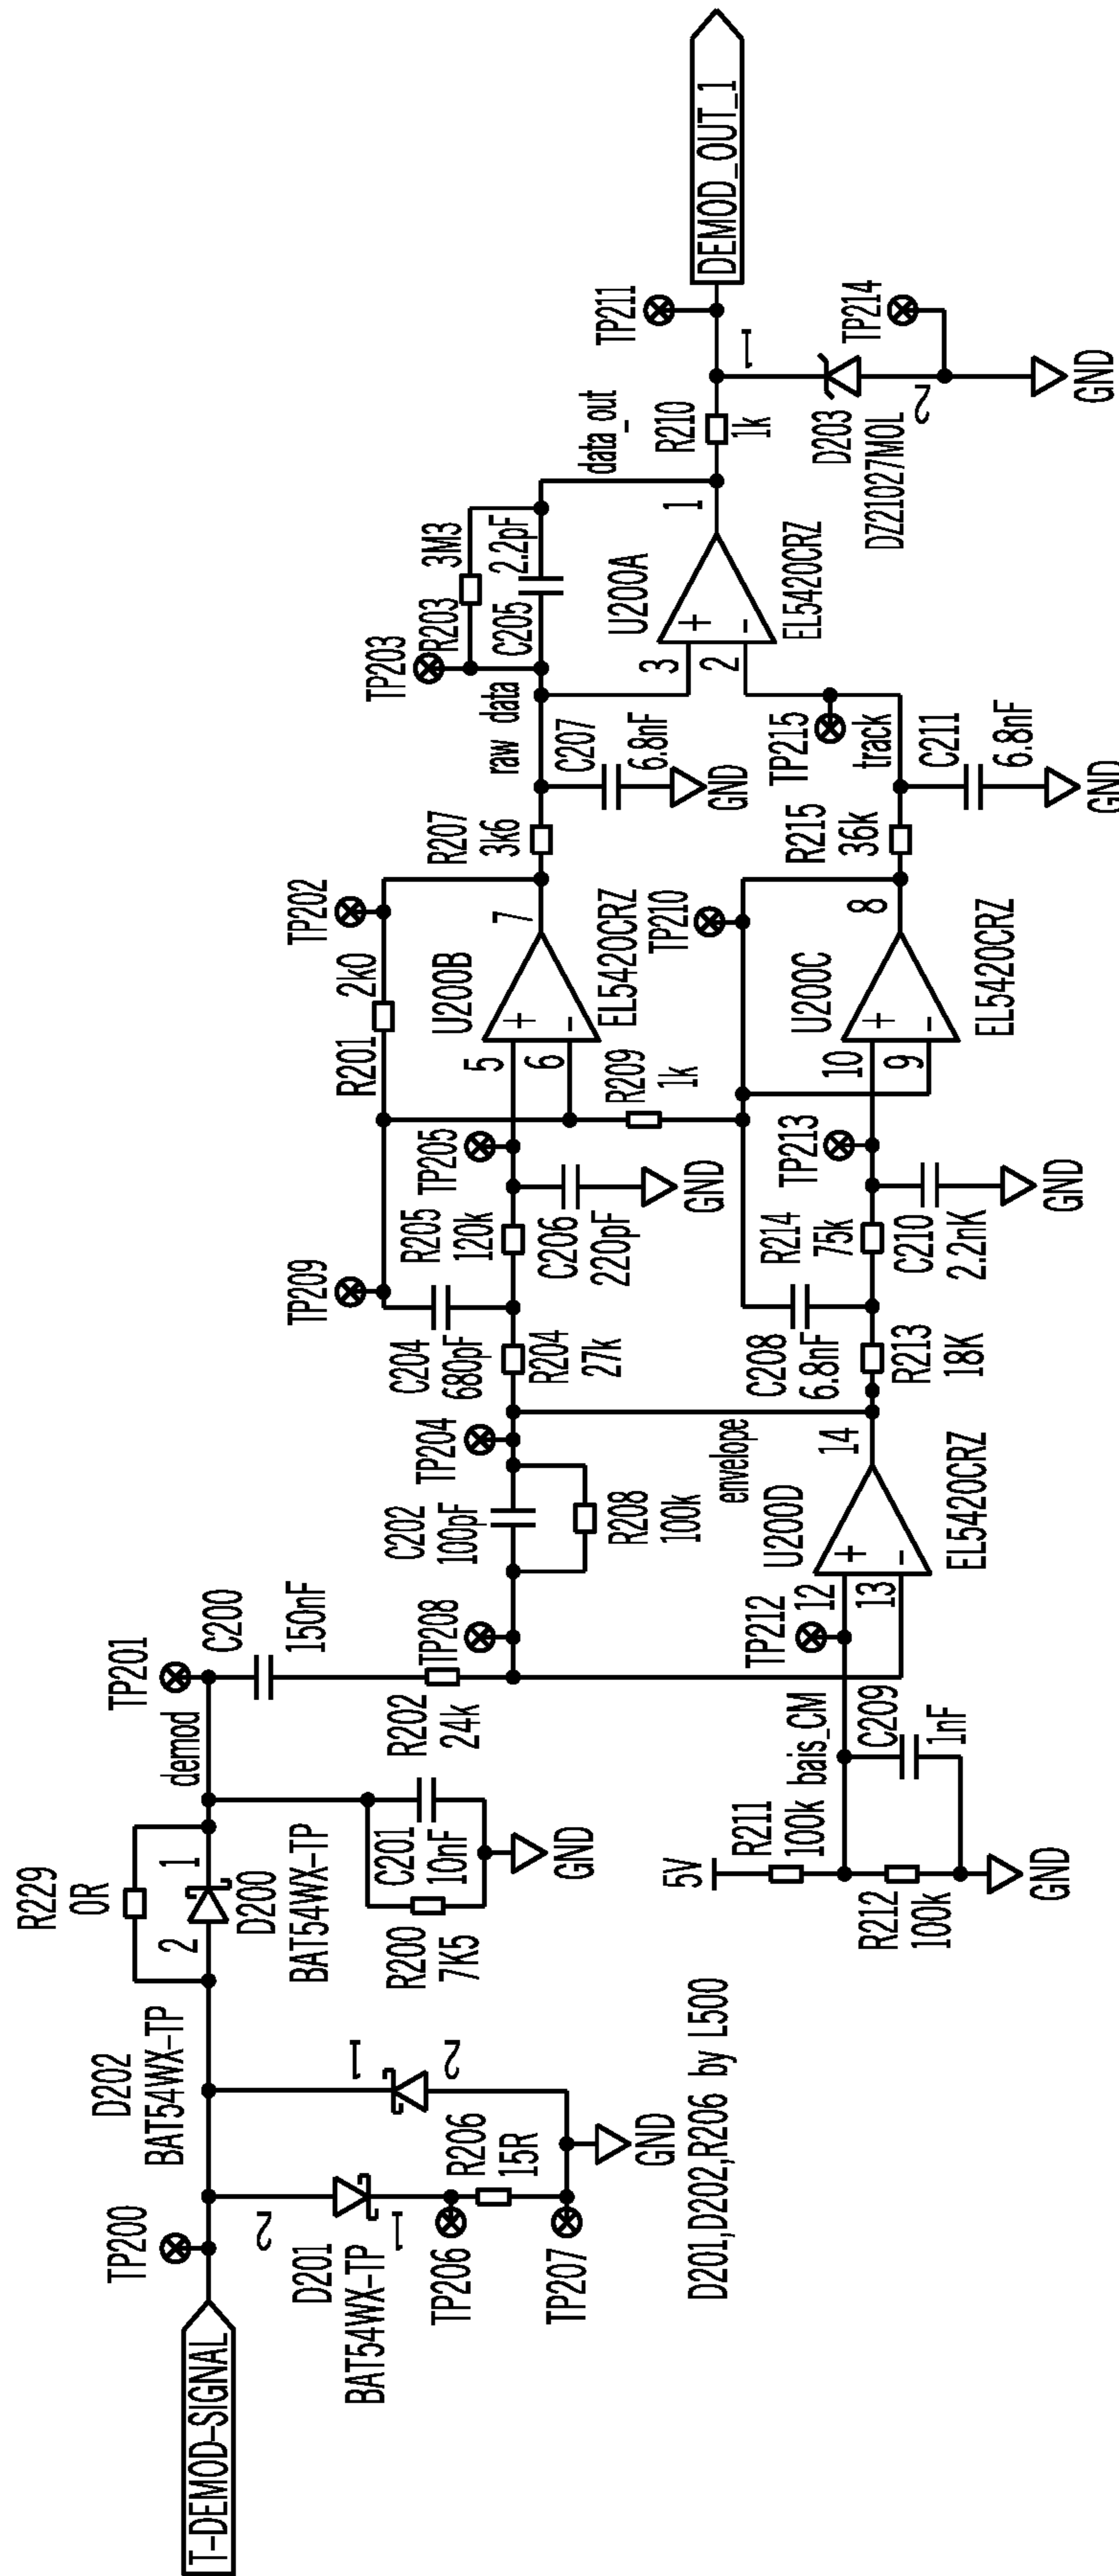 T-DEMOD-SIGNAL
TP200
D201
BAT54WX-TP
2
1
TP206
TP207
R206
15R
GND
D201,D202,R206 by L500
D202
BAT54WX-TP
1
2
R229
0R
2
1
D200
BAT54WX-TP
R200
7K5
C201
10nF
GND
demod
TP201
C200
150nF
R202
24k
TP208
C202
100pF
R208
100k
TP204
envelope
5V
R211
100k
bais_CM
R212
100k
C209
1nF
GND
TP212
12
13
U200D
+
-
14
EL5420CRZ
TP209
C204
680pF
R204
27k
R205
120k
TP205
C206
220pF
GND
R201
2k0
TP202
5
6
U200B
+
-
7
EL5420CRZ
R209
1k
C208
6.8nF
R213
18K
R214
75k
TP213
C210
2.2nK
GND
TP210
10
9
U200C
+
-
8
EL5420CRZ
R207
3k6
raw data
C207
6.8nF
GND
R215
36k
TP215
track
C211
6.8nF
GND
TP203
R203
3M3
C205
2.2pF
3
2
U200A
+
-
1
EL5420CRZ
data_out
R210
1k
TP211
1
D203
DZ21027MOL
2
TP214
GND
DEMOD_OUT_1